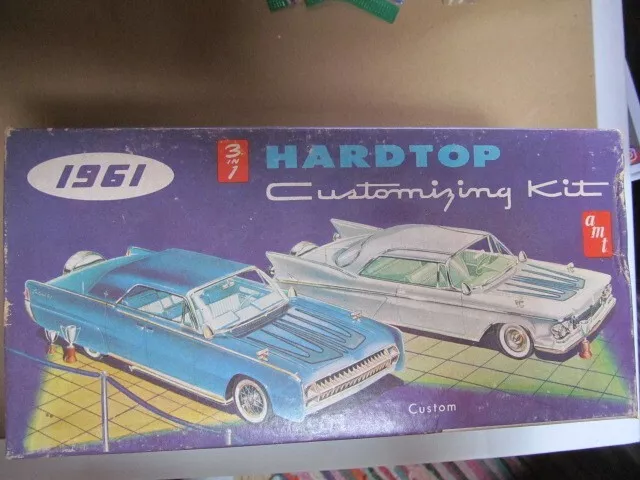 1961
3 IN 1
HARDTOP
Customizing Kit
amt
Custom